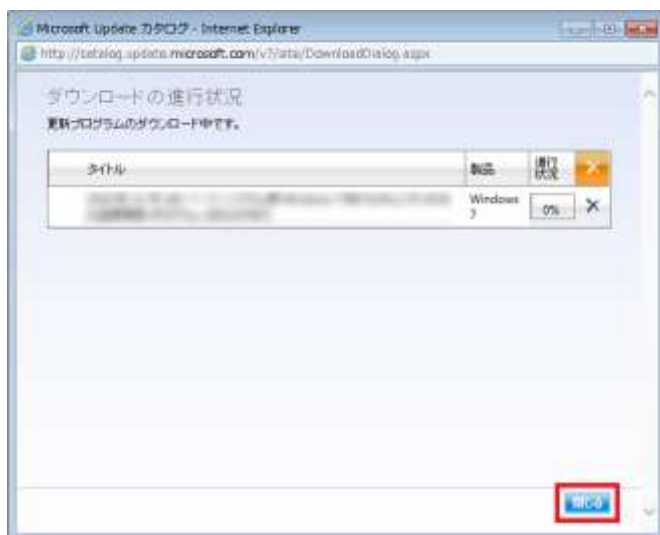 Microsoft Update カタログ - Internet Explorer
http://catalog.update.microsoft.com/v7/site/DownloadDialog.aspx
ダウンロードの進行状況
更新プログラムのダウンロード中です。
タイトル 製品 進行状況
Windows 7 0%
閉じる